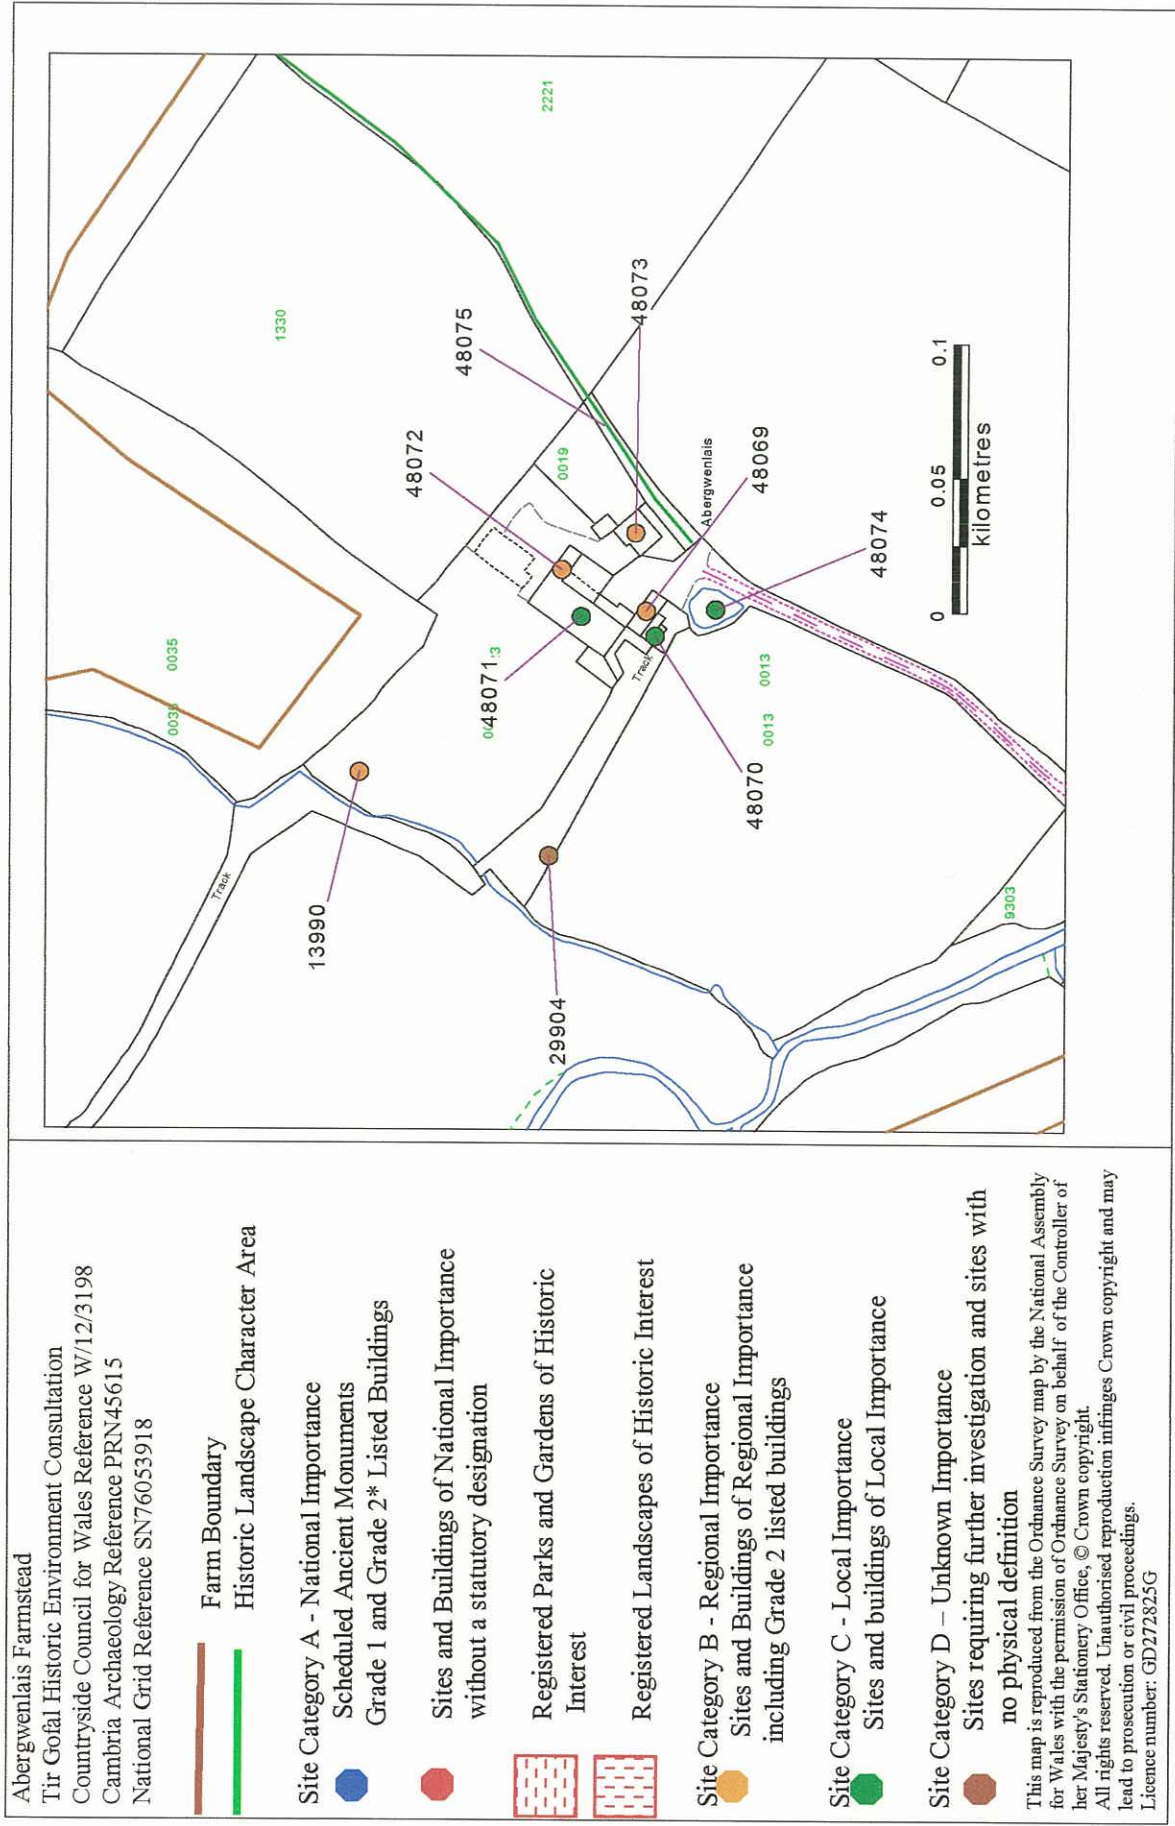 Abergwenlais Farmstead
Tir Gofal Historic Environment Consultation
Countryside Council for Wales Reference W/12/3198
Cambria Archaeology Reference PRN45615
National Grid Reference SN76053918
Farm Boundary
Historic Landscape Character Area
Site Category A - National Importance
Scheduled Ancient Monuments
Grade 1 and Grade 2* Listed Buildings
Sites and Buildings of National Importance
without a statutory designation
Registered Parks and Gardens of Historic
Interest
Registered Landscapes of Historic Interest
Site Category B - Regional Importance
Sites and Buildings of Regional Importance
including Grade 2 listed buildings
Site Category C - Local Importance
Sites and buildings of Local Importance
Site Category D – Unknown Importance
Sites requiring further investigation and sites with
no physical definition
This map is reproduced from the Ordnance Survey map by the National Assembly
for Wales with the permission of Ordnance Survey on behalf of the Controller of
her Majesty's Stationery Office, © Crown copyright.
All rights reserved. Unauthorised reproduction infringes Crown copyright and may
lead to prosecution or civil proceedings.
Licence number: GD272825G
0035
0035
1330
2221
Track
13990
48072
48075
0019
48071
:3
48073
29904
Track
Abergwenlais
48069
48070
0013
0013
48074
9303
0
0.05
0.1
kilometres